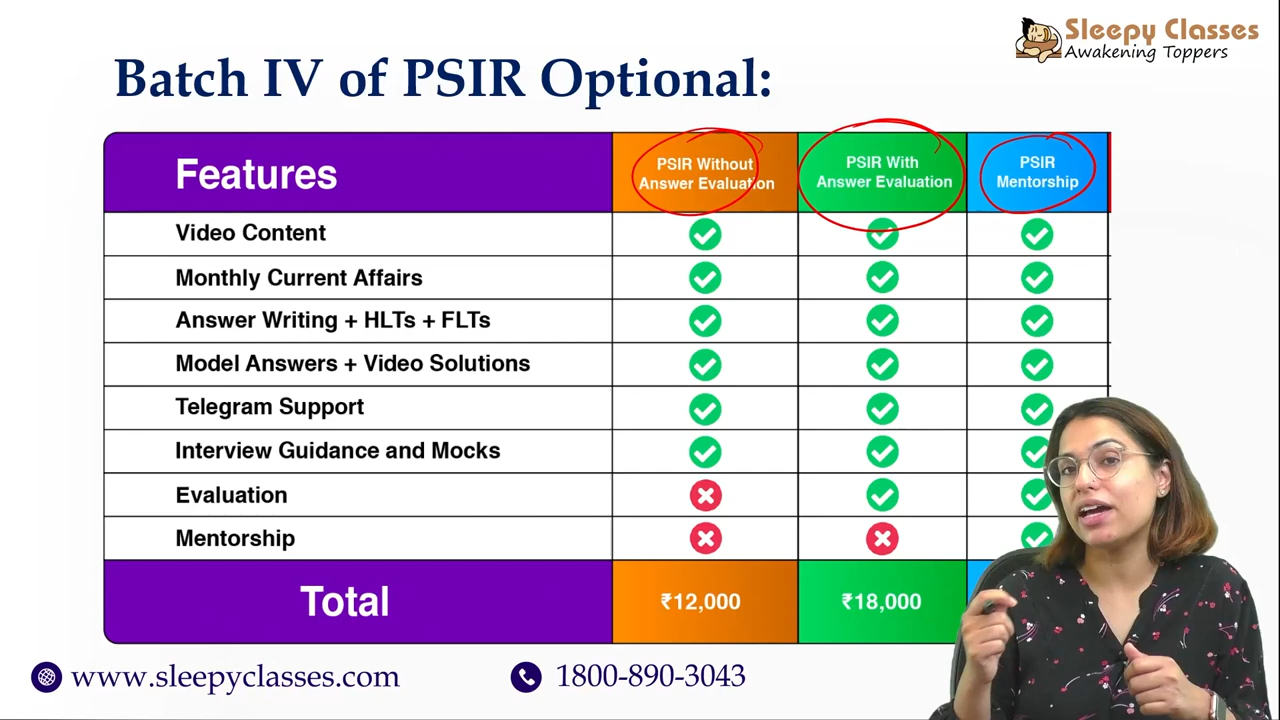 Sleepy Classes
Awakening Toppers
Batch IV of PSIR Optional:
Features
PSIR Without
Answer Evaluation
PSIR With
Answer Evaluation
PSIR
Mentorship
Video Content
Monthly Current Affairs
Answer Writing + HLTs + FLTs
Model Answers + Video Solutions
Telegram Support
Interview Guidance and Mocks
Evaluation
Mentorship
Total
₹12,000
₹18,000
www.sleepyclasses.com
1800-890-3043